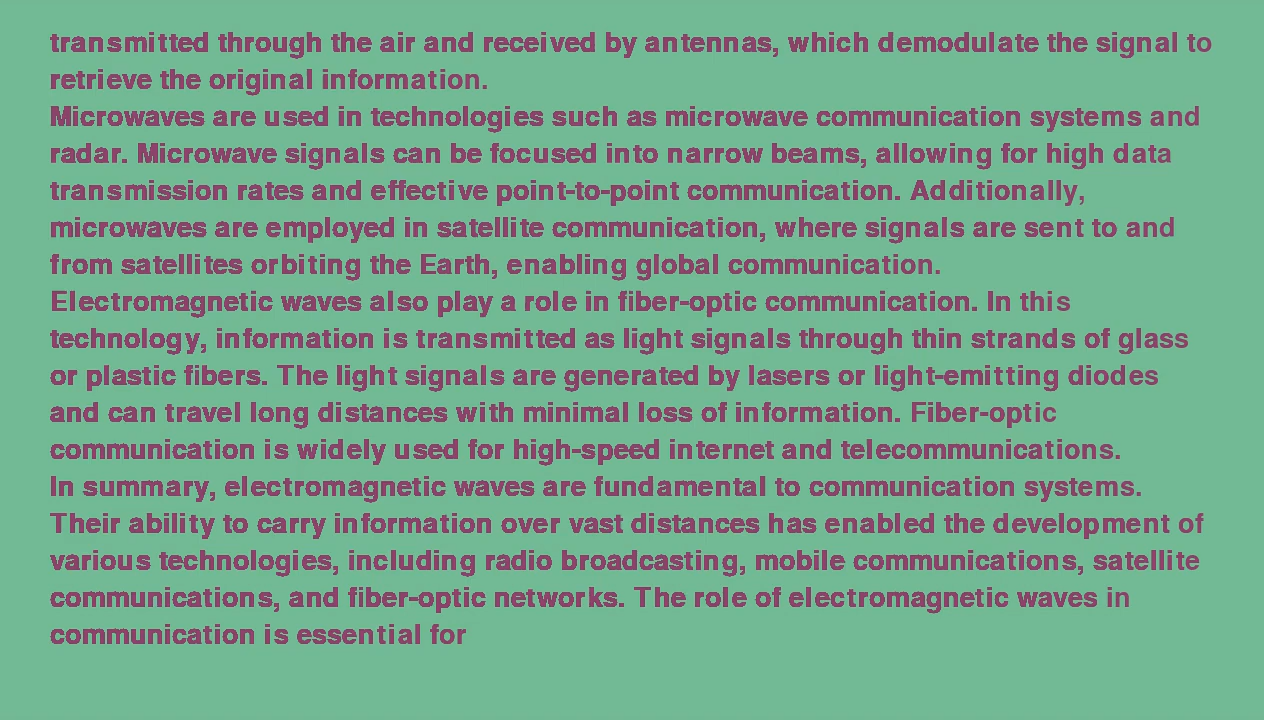 transmitted through the air and received by antennas, which demodulate the signal to
retrieve the original information.
Microwaves are used in technologies such as microwave communication systems and
radar. Microwave signals can be focused into narrow beams, allowing for high data
transmission rates and effective point-to-point communication. Additionally,
microwaves are employed in satellite communication, where signals are sent to and
from satellites orbiting the Earth, enabling global communication.
Electromagnetic waves also play a role in fiber-optic communication. In this
technology, information is transmitted as light signals through thin strands of glass
or plastic fibers. The light signals are generated by lasers or light-emitting diodes
and can travel long distances with minimal loss of information. Fiber-optic
communication is widely used for high-speed internet and telecommunications.
In summary, electromagnetic waves are fundamental to communication systems.
Their ability to carry information over vast distances has enabled the development of
various technologies, including radio broadcasting, mobile communications, satellite
communications, and fiber-optic networks. The role of electromagnetic waves in
communication is essential for